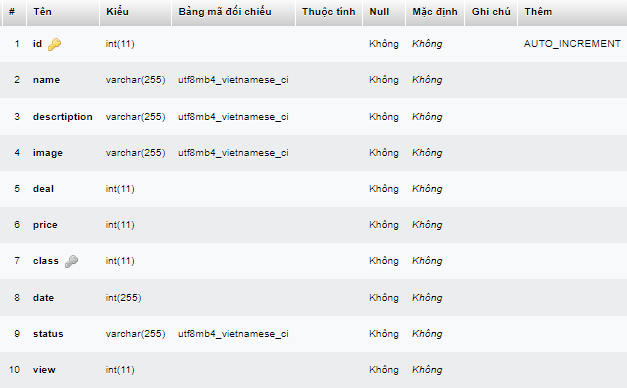 # Tên Kiểu Bảng mã đối chiếu Thuộc tính Null Mặc định Ghi chú Thêm
1 id int(11) Không Không AUTO_INCREMENT
2 name varchar(255) utf8mb4_vietnamese_ci Không Không
3 descrtiption varchar(255) utf8mb4_vietnamese_ci Không Không
4 image varchar(255) utf8mb4_vietnamese_ci Không Không
5 deal int(11) Không Không
6 price int(11) Không Không
7 class int(11) Không Không
8 date int(255) Không Không
9 status varchar(255) utf8mb4_vietnamese_ci Không Không
10 view int(11) Không Không